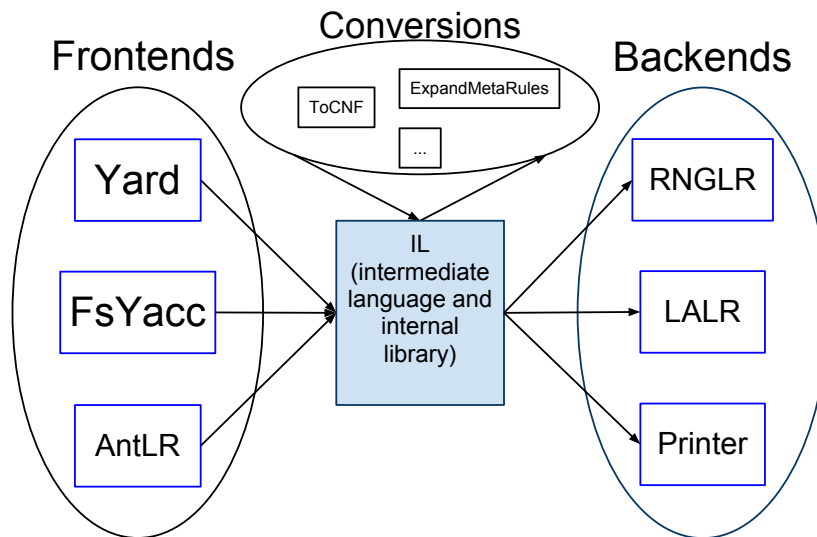 Conversions
Frontends
Backends
ToCNF
ExpandMetaRules
...
Yard
FsYacc
AntLR
IL
(intermediate
language and
internal
library)
RNGLR
LALR
Printer